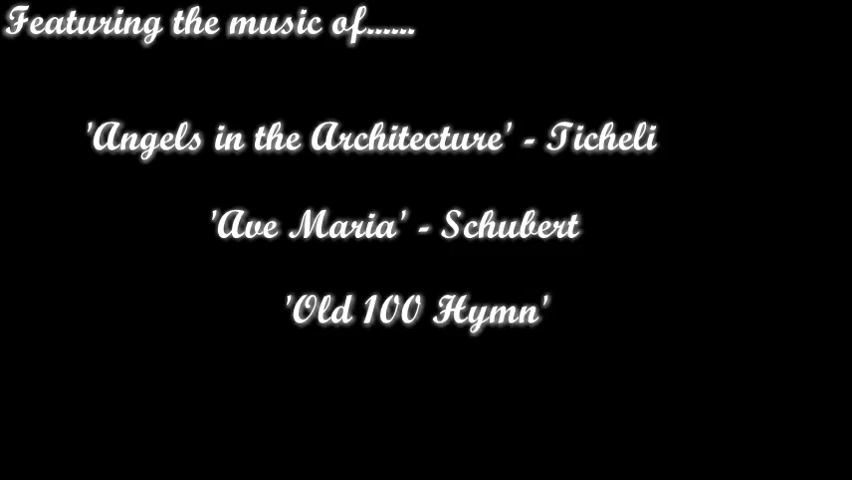 Featuring the music of......
'Angels in the Architecture' - Ticheli
'Ave Maria' - Schubert
'Old 100 Hymn'